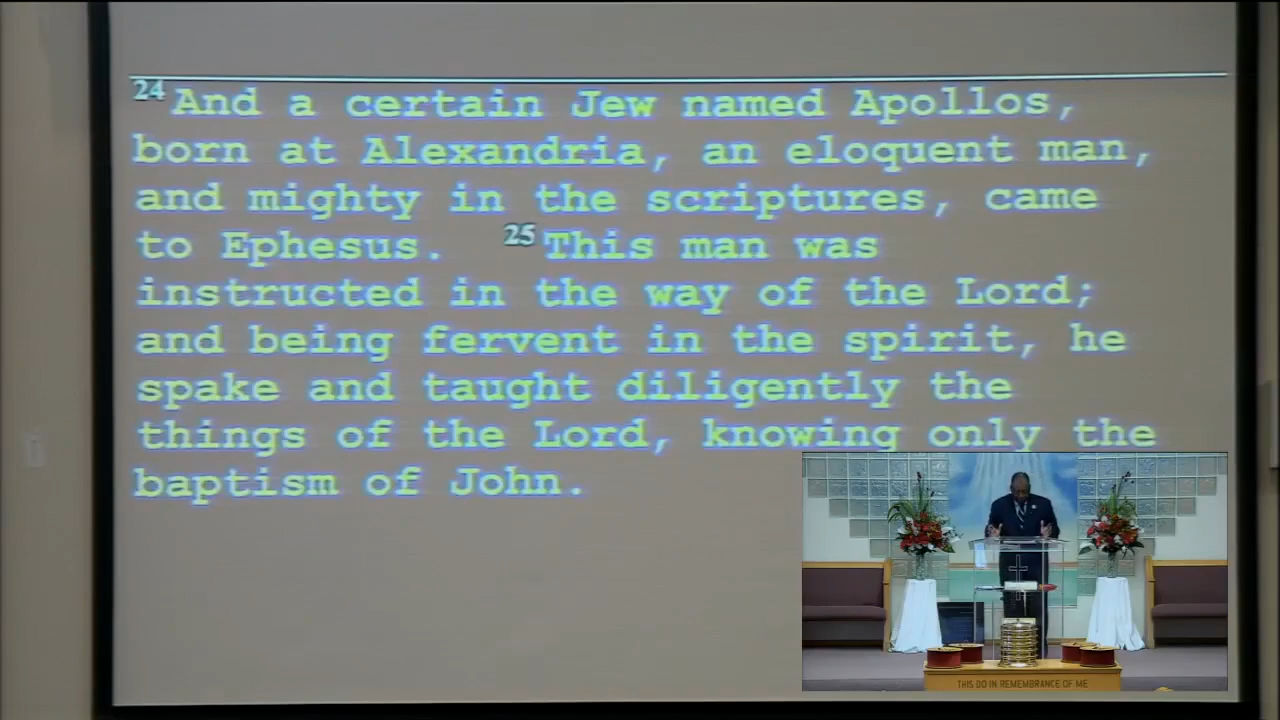 24 And a certain Jew named Apollos,
born at Alexandria, an eloquent man,
and mighty in the scriptures, came
to Ephesus. 25 This man was
instructed in the way of the Lord;
and being fervent in the spirit, he
spake and taught diligently the
things of the Lord, knowing only the
baptism of John.
THIS DO IN REMEMBRANCE OF ME